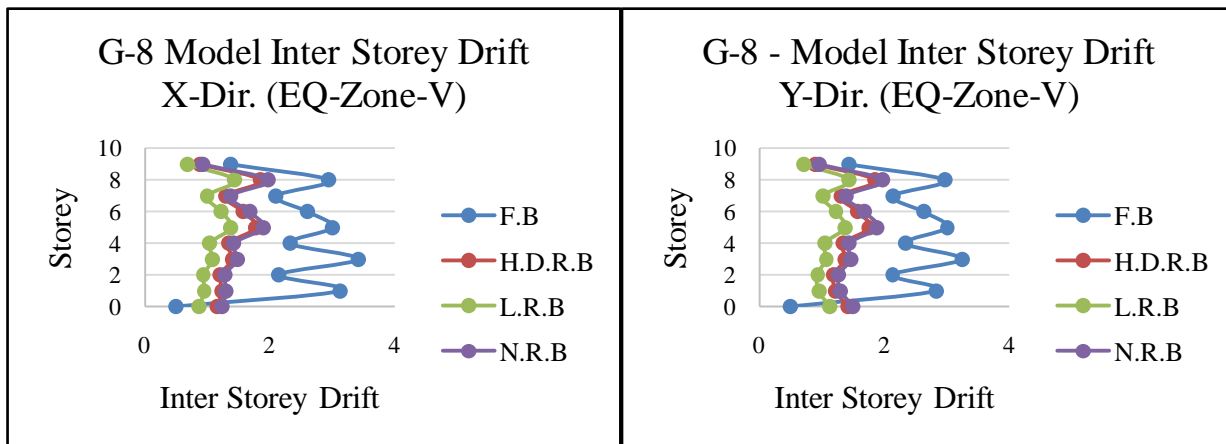 G-8 Model Inter Storey Drift
X-Dir. (EQ-Zone-V)
10
8
6
4
2
0
0 2 4
Storey
Inter Storey Drift
F.B
H.D.R.B
L.R.B
N.R.B
G-8 - Model Inter Storey Drift
Y-Dir. (EQ-Zone-V)
10
8
6
4
2
0
0 2 4
Storey
Inter Storey Drift
F.B
H.D.R.B
L.R.B
N.R.B